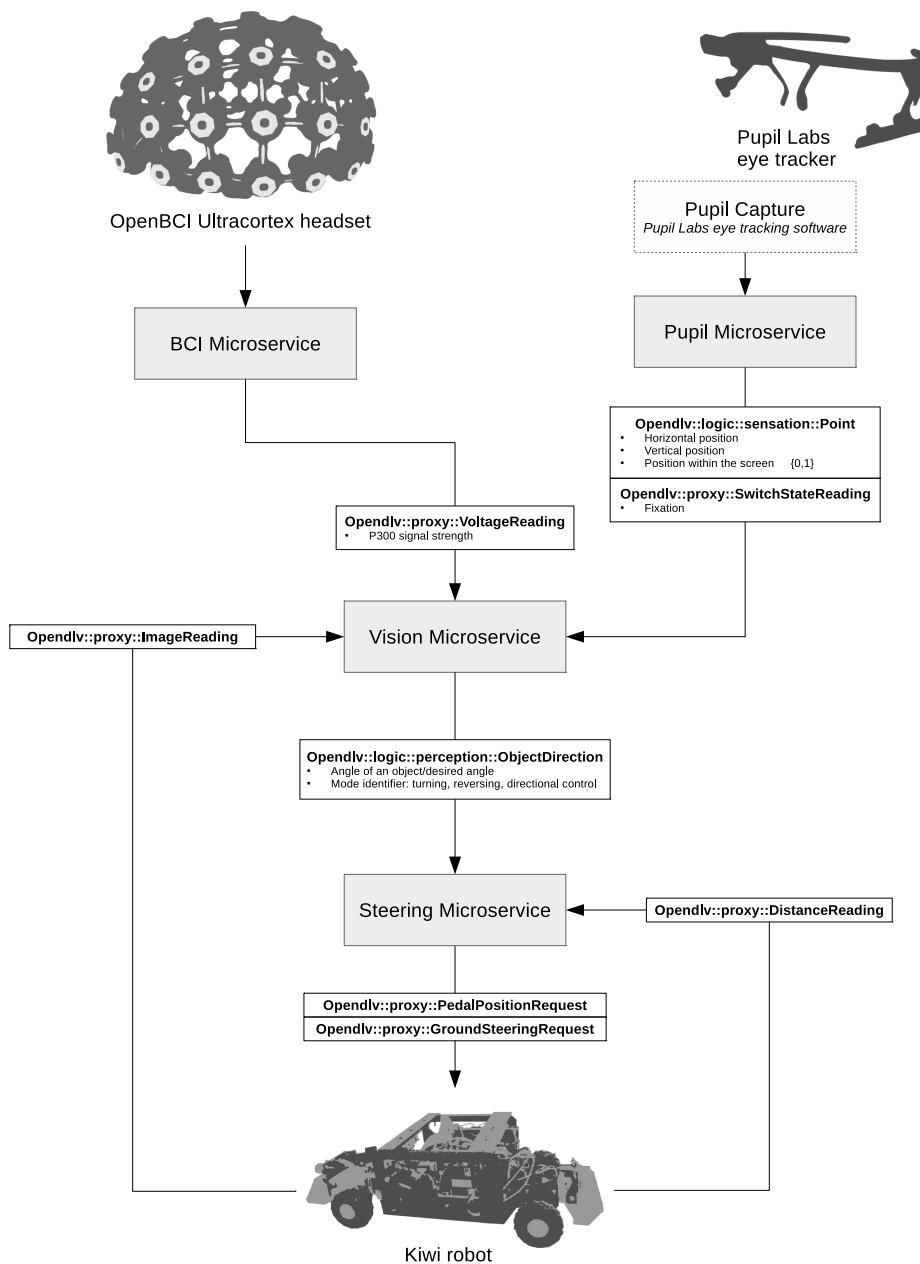 OpenBCI Ultracortex headset
Pupil Labs
eye tracker
Pupil Capture
Pupil Labs eye tracking software
BCI Microservice
Pupil Microservice
Opendlv::logic::sensation::Point
• Horizontal position
• Vertical position
• Position within the screen {0,1}
Opendlv::proxy::SwitchStateReading
• Fixation
Opendlv::proxy::VoltageReading
• P300 signal strength
Opendlv::proxy::ImageReading
Vision Microservice
Opendlv::logic::perception::ObjectDirection
• Angle of an object/desired angle
• Mode identifier: turning, reversing, directional control
Steering Microservice
Opendlv::proxy::DistanceReading
Opendlv::proxy::PedalPositionRequest
Opendlv::proxy::GroundSteeringRequest
Kiwi robot